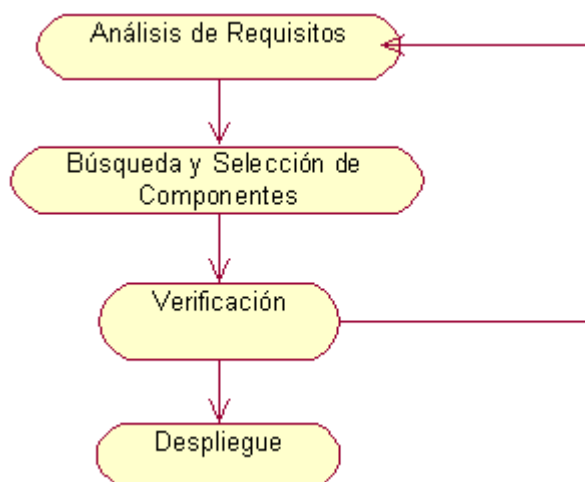 Análisis de Requisitos
Búsqueda y Selección de
Componentes
Verificación
Despliegue